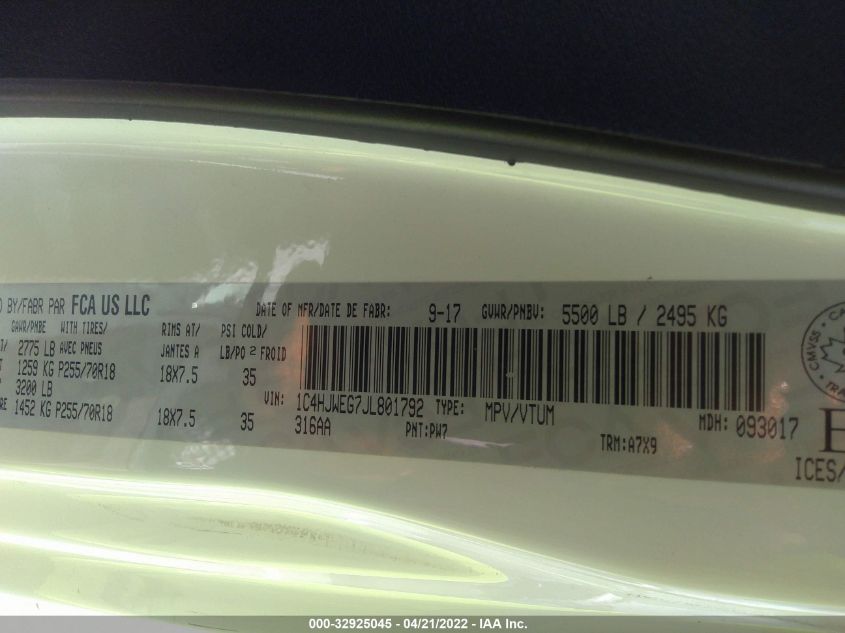 D BY/FABR PAR FCA US LLC
DATE OF MFR/DATE DE FABR: 9-17 GVWR/PNBV: 5500 LB / 2495 KG
GAWR/PNBE WITH TIRES/ RIMS AT/ PSI COLD/
2775 LB AVEC PNEUS JANTES A LB/PO² FROID
1259 KG P255/70R18 18X7.5 35
3200 LB
1452 KG P255/70R18 18X7.5 35
VIN: 1C4HJWEG7JL801792 TYPE: MPV/VTUM MDH: 093017
316AA PNT:PW7 TRM:A7X9
CMVSS
ICES/
000-32925045 - 04/21/2022 - IAA Inc.